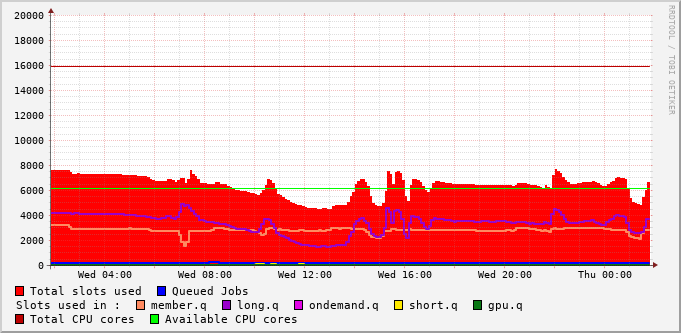 20000
18000
16000
14000
12000
10000
8000
6000
4000
2000
0
Wed 04:00 Wed 08:00 Wed 12:00 Wed 16:00 Wed 20:00 Thu 00:00
Total slots used Queued Jobs
Slots used in : member.q long.q ondemand.q short.q gpu.q
Total CPU cores Available CPU cores
RRDTOOL / TOBI OETIKER